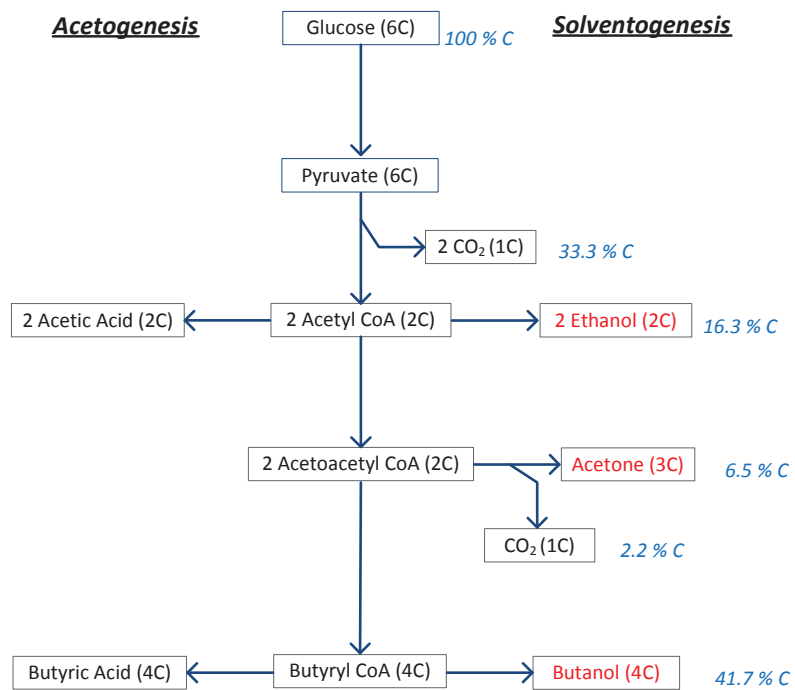 Acetogenesis
Glucose (6C)
100 % C
Solventogenesis
Pyruvate (6C)
2 CO₂ (1C)
33.3 % C
2 Acetic Acid (2C)
2 Acetyl CoA (2C)
2 Ethanol (2C)
16.3 % C
2 Acetoacetyl CoA (2C)
Acetone (3C)
6.5 % C
CO₂ (1C)
2.2 % C
Butyric Acid (4C)
Butyryl CoA (4C)
Butanol (4C)
41.7 % C